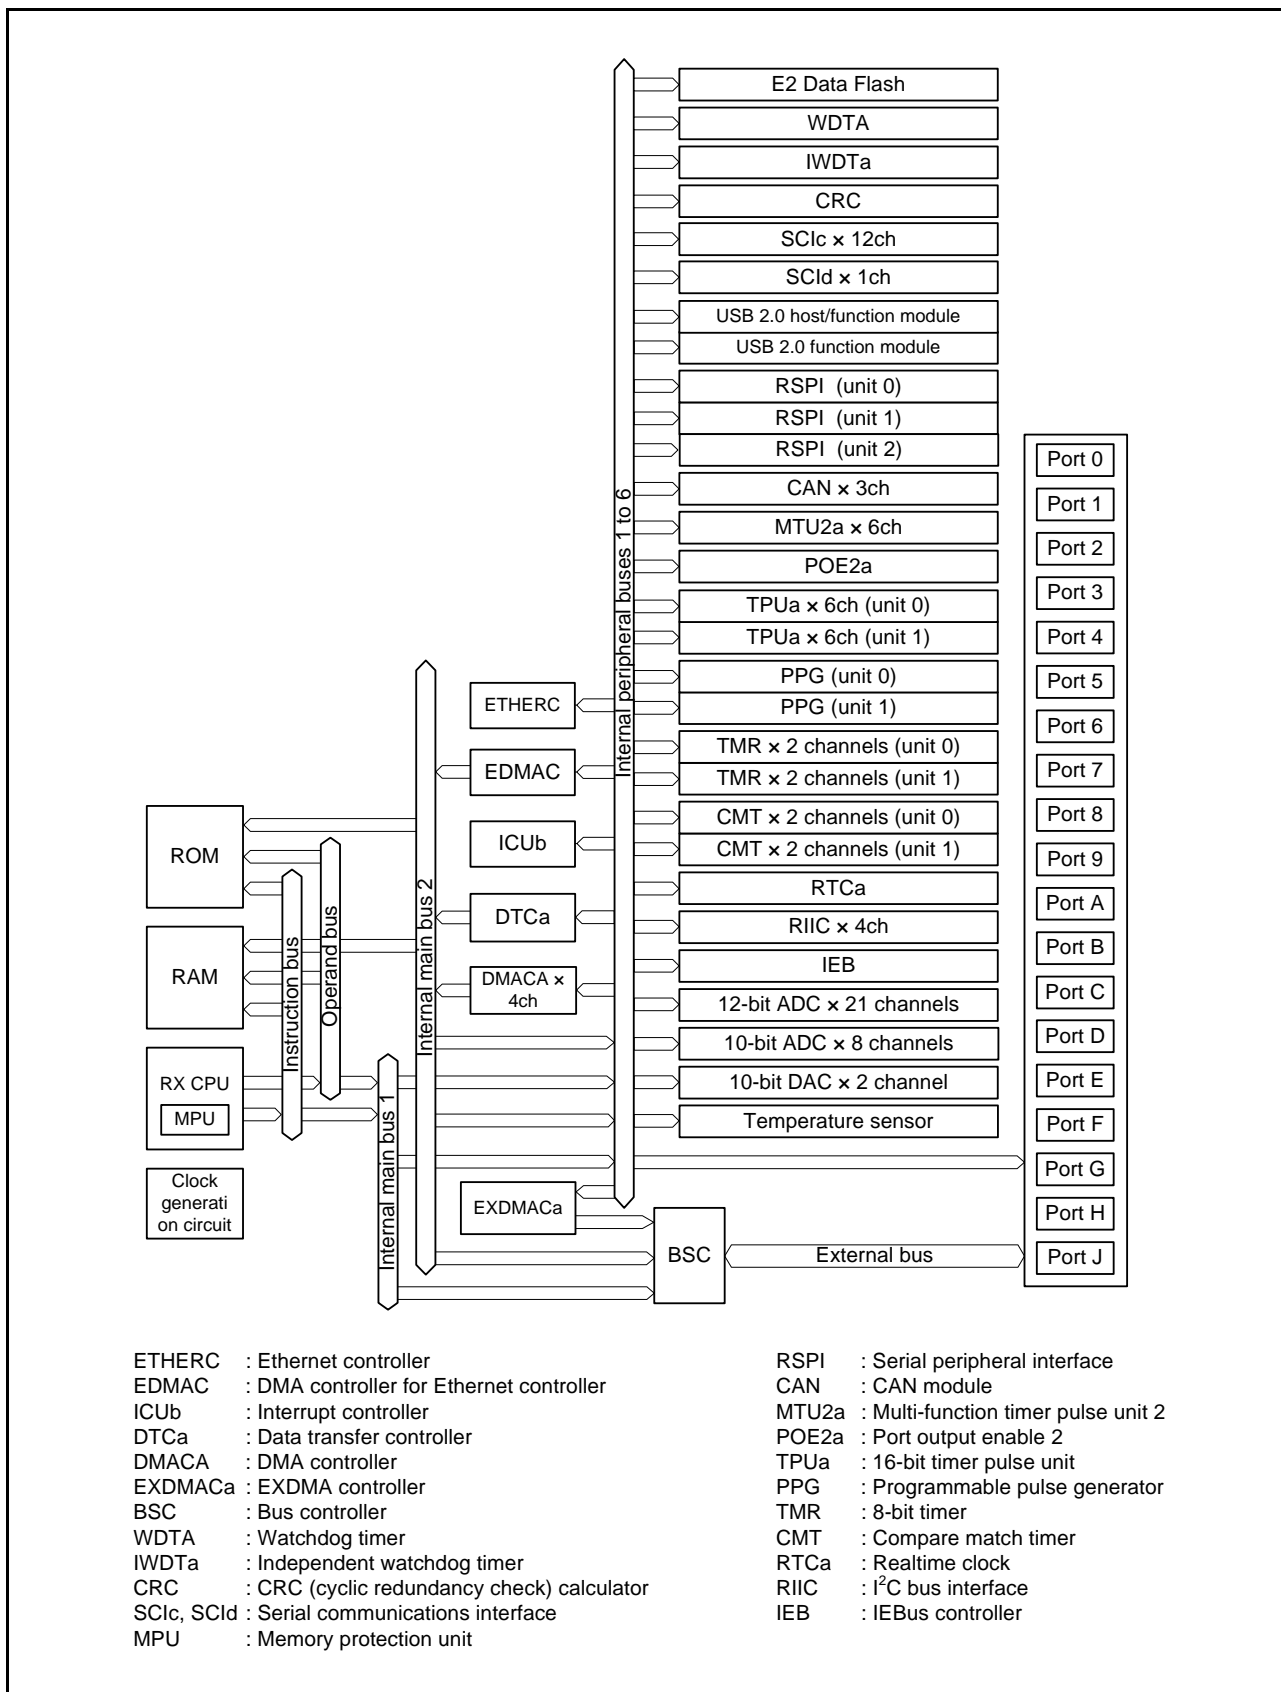 E2 Data Flash
WDTA
IWDTa
CRC
SCIc × 12ch
SCId × 1ch
USB 2.0 host/function module
USB 2.0 function module
RSPI (unit 0)
RSPI (unit 1)
RSPI (unit 2)
CAN × 3ch
MTU2a × 6ch
POE2a
TPUa × 6ch (unit 0)
TPUa × 6ch (unit 1)
PPG (unit 0)
PPG (unit 1)
TMR × 2 channels (unit 0)
TMR × 2 channels (unit 1)
CMT × 2 channels (unit 0)
CMT × 2 channels (unit 1)
RTCa
RIIC × 4ch
IEB
12-bit ADC × 21 channels
10-bit ADC × 8 channels
10-bit DAC × 2 channel
Temperature sensor
Port 0
Port 1
Port 2
Port 3
Port 4
Port 5
Port 6
Port 7
Port 8
Port 9
Port A
Port B
Port C
Port D
Port E
Port F
Port G
Port H
Port J
Internal peripheral buses 1 to 6
ETHERC
EDMAC
ICUb
DTCa
DMACA ×
4ch
EXDMACa
BSC
External bus
Internal main bus 2
Internal main bus 1
Operand bus
Instruction bus
ROM
RAM
RX CPU
MPU
Clock
generati
on circuit
ETHERC : Ethernet controller
EDMAC : DMA controller for Ethernet controller
ICUb : Interrupt controller
DTCa : Data transfer controller
DMACA : DMA controller
EXDMACa : EXDMA controller
BSC : Bus controller
WDTA : Watchdog timer
IWDTa : Independent watchdog timer
CRC : CRC (cyclic redundancy check) calculator
SCIc, SCId : Serial communications interface
MPU : Memory protection unit
RSPI : Serial peripheral interface
CAN : CAN module
MTU2a : Multi-function timer pulse unit 2
POE2a : Port output enable 2
TPUa : 16-bit timer pulse unit
PPG : Programmable pulse generator
TMR : 8-bit timer
CMT : Compare match timer
RTCa : Realtime clock
RIIC : I²C bus interface
IEB : IEBus controller